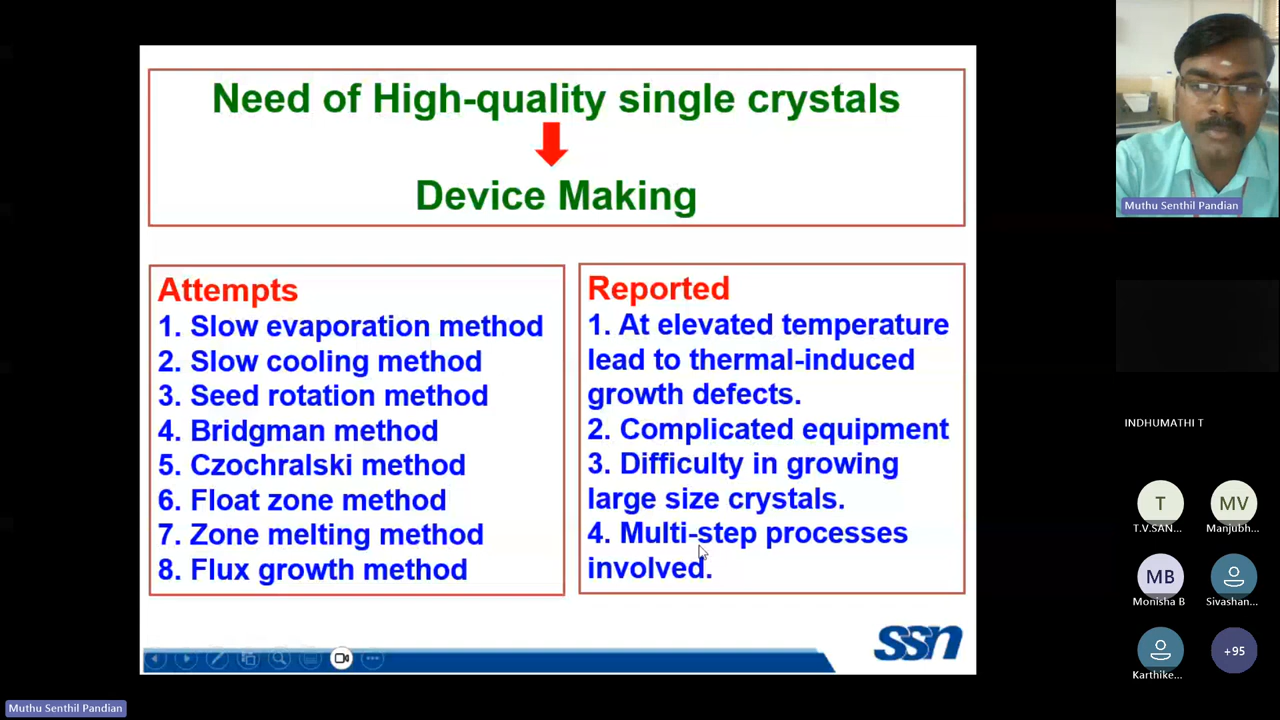 Need of High-quality single crystals
Device Making
Attempts
1. Slow evaporation method
2. Slow cooling method
3. Seed rotation method
4. Bridgman method
5. Czochralski method
6. Float zone method
7. Zone melting method
8. Flux growth method
Reported
1. At elevated temperature
lead to thermal-induced
growth defects.
2. Complicated equipment
3. Difficulty in growing
large size crystals.
4. Multi-step processes
involved.
ssn
Muthu Senthil Pandian
INDHUMATHI T
T
MV
T.V.SAN...
Manjubh...
MB
Monisha B
Sivashan...
+95
Karthike...
Muthu Senthil Pandian